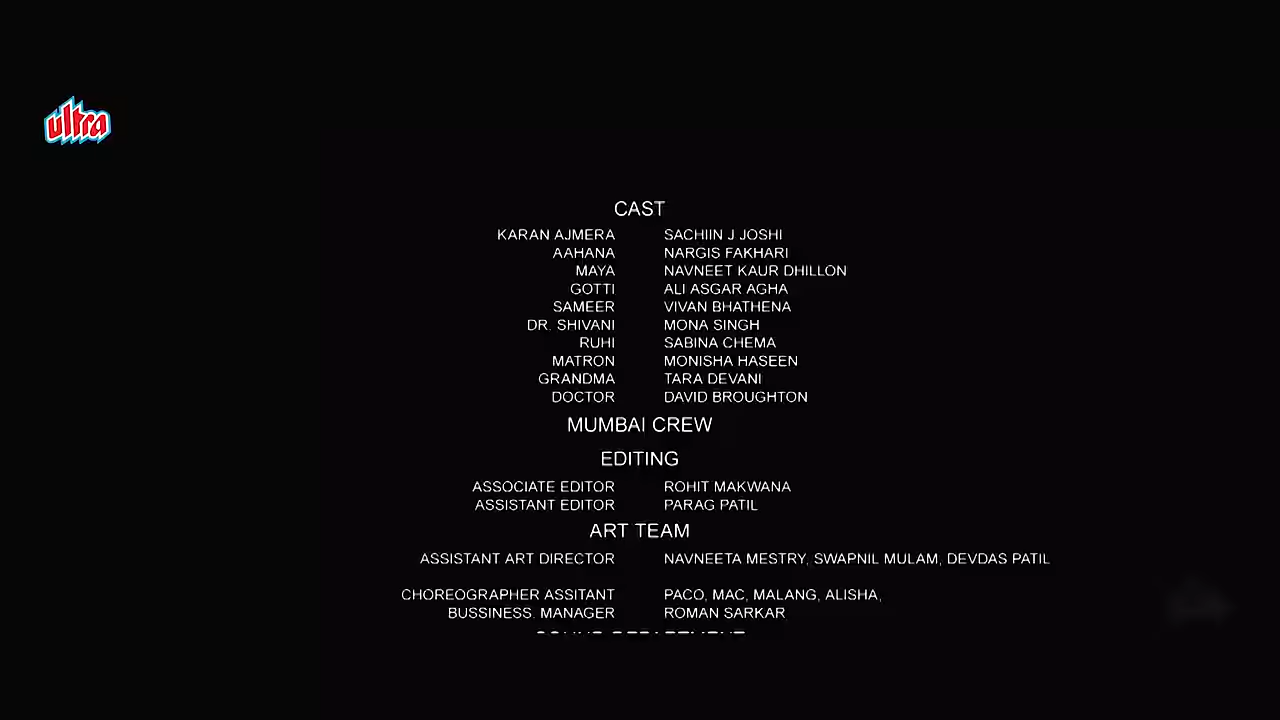 ultra
CAST
KARAN AJMERA SACHIIN J JOSHI
AAHANA NARGIS FAKHARI
MAYA NAVNEET KAUR DHILLON
GOTTI ALI ASGAR AGHA
SAMEER VIVAN BHATHENA
DR. SHIVANI MONA SINGH
RUHI SABINA CHEMA
MATRON MONISHA HASEEN
GRANDMA TARA DEVANI
DOCTOR DAVID BROUGHTON
MUMBAI CREW
EDITING
ASSOCIATE EDITOR ROHIT MAKWANA
ASSISTANT EDITOR PARAG PATIL
ART TEAM
ASSISTANT ART DIRECTOR NAVNEETA MESTRY, SWAPNIL MULAM, DEVDAS PATIL
CHOREOGRAPHER ASSITANT PACO, MAC, MALANG, ALISHA,
BUSSINESS. MANAGER ROMAN SARKAR